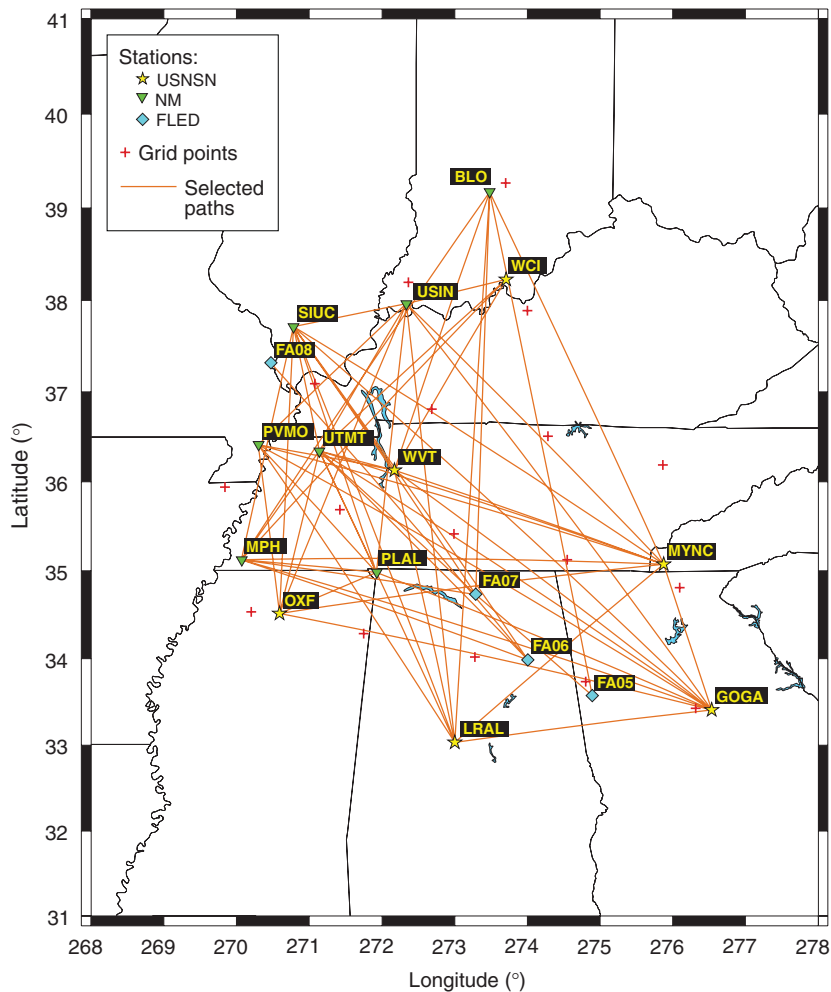 41
40
39
38
37
36
35
34
33
32
31
Latitude (°)
Stations:
USNSN
NM
FLED
Grid points
Selected
paths
BLO
WCI
USIN
SIUC
FA08
PVMO
UTMT
WVT
MPH
PLAL
MYNC
FA07
OXF
FA06
FA05
GOGA
LRAL
268
269
270
271
272
273
274
275
276
277
278
Longitude (°)